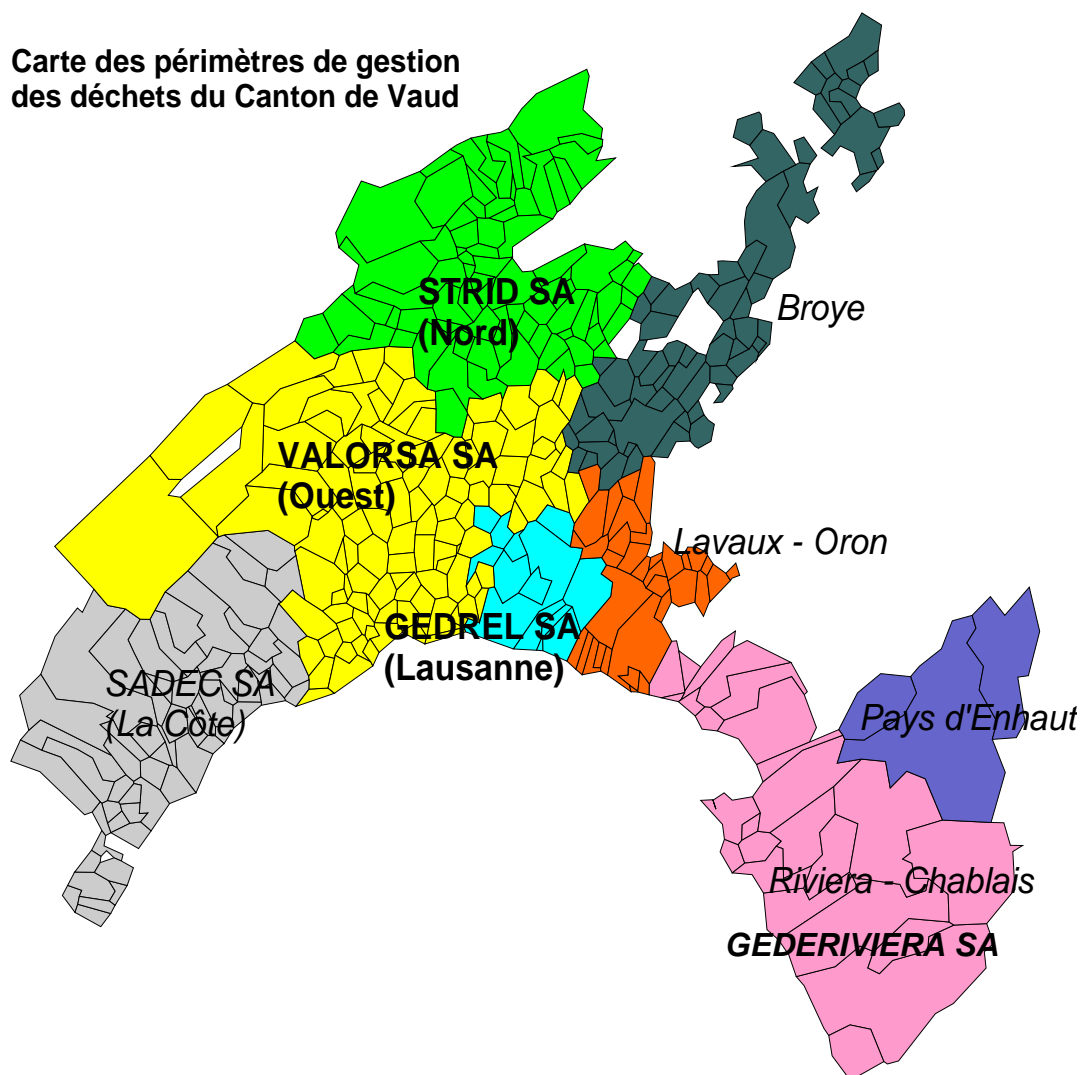 Carte des périmètres de gestion
des déchets du Canton de Vaud
STRID SA
(Nord)
Broye
VALORSA SA
(Ouest)
Lavaux - Oron
GEDREL SA
(Lausanne)
SADEC SA
(La Côte)
Pays d'Enhaut
Riviera - Chablais
GEDERIVIERA SA